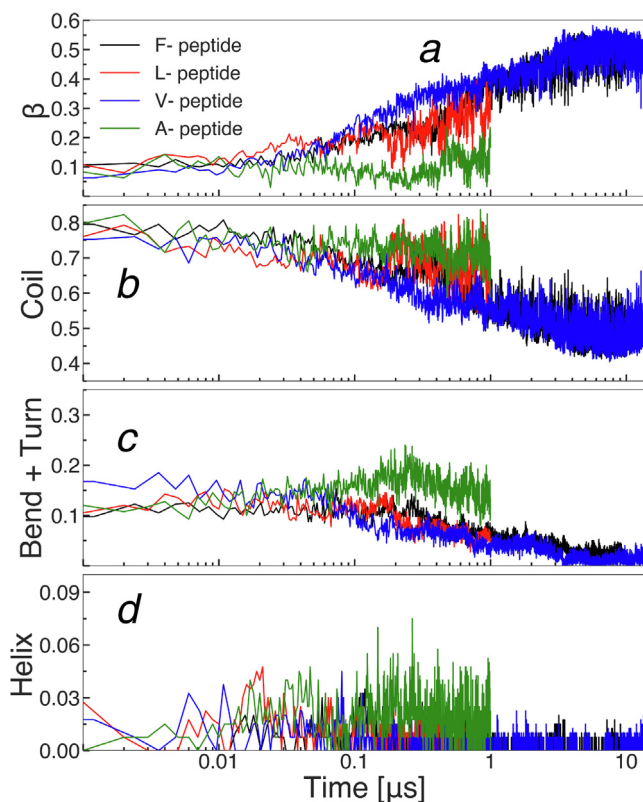 0.6
0.5
0.4
0.3
0.2
0.1
β
F- peptide
L- peptide
V- peptide
A- peptide
a
0.8
0.7
0.6
0.5
0.4
Coil
b
0.3
0.2
0.1
Bend + Turn
c
0.09
0.06
0.03
0.00
Helix
d
0.01
0.1
1
10
Time [μs]